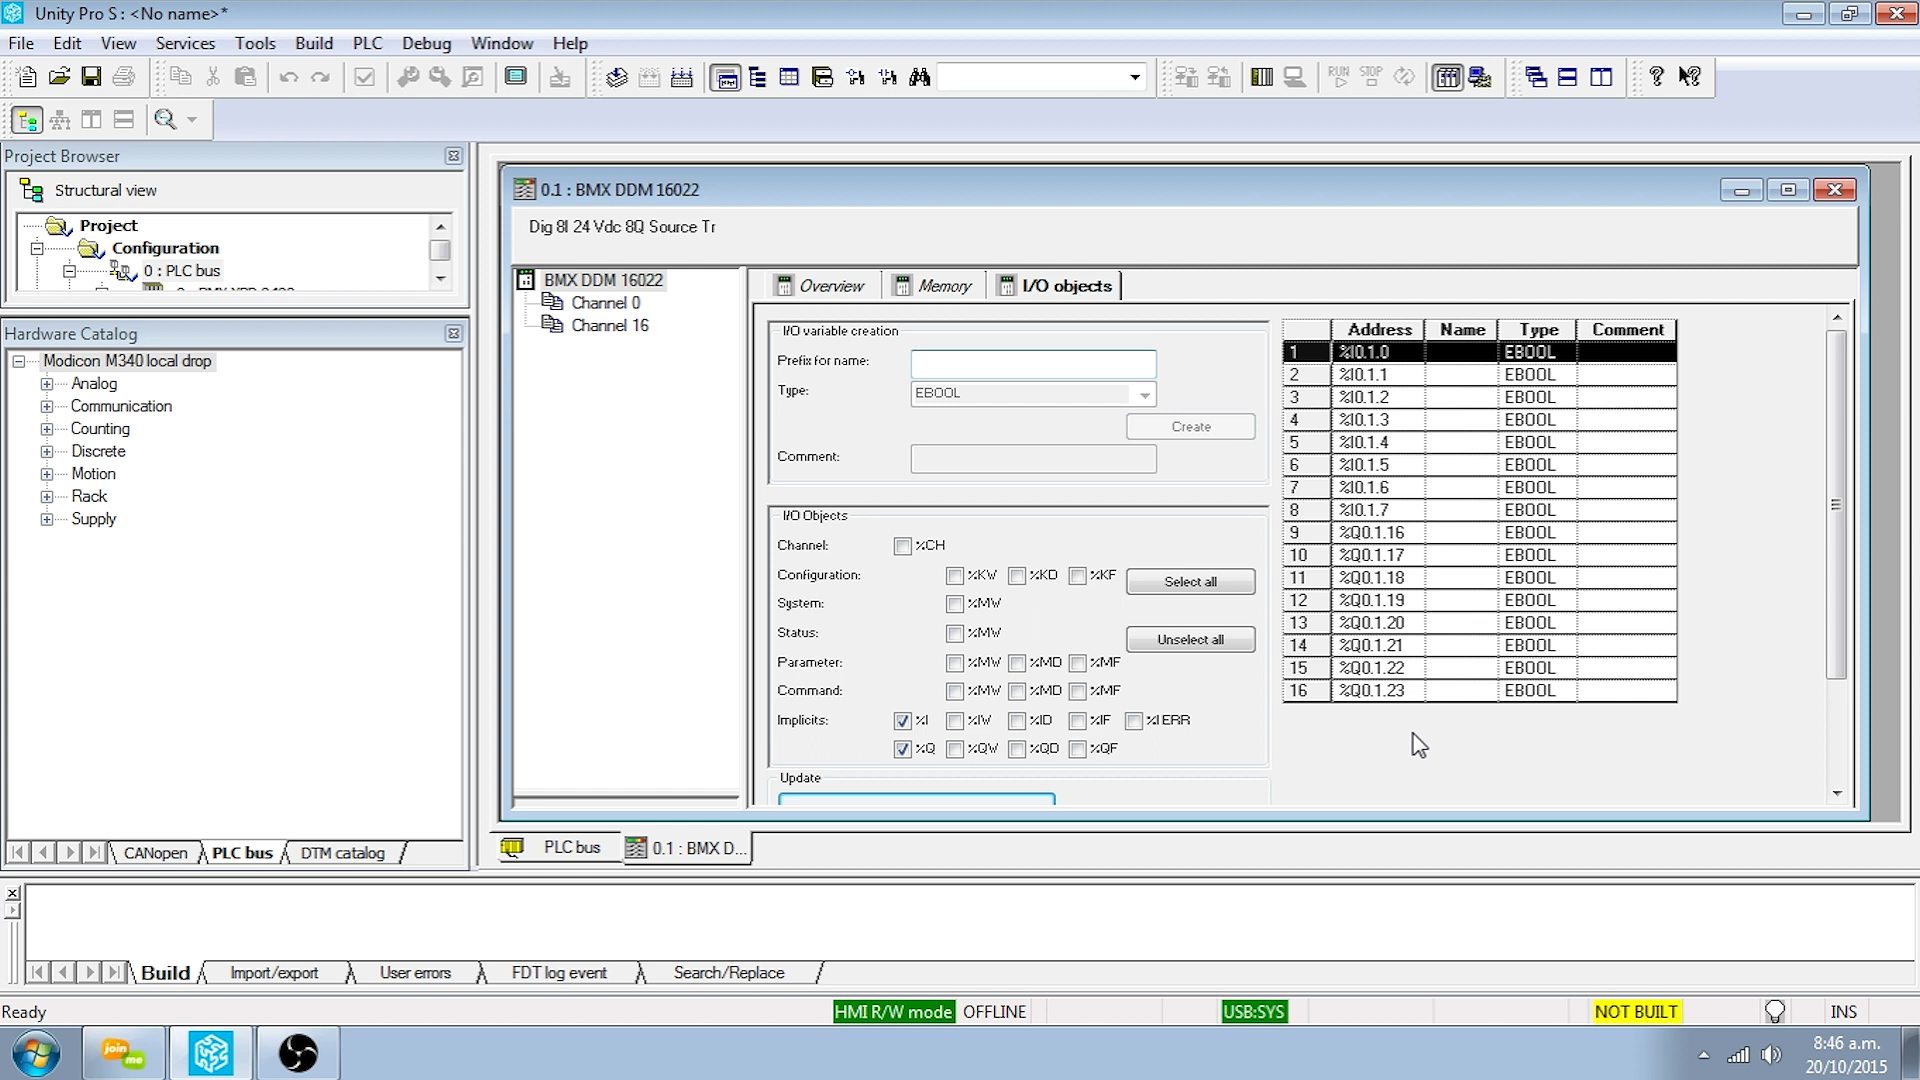 Unity Pro S : <No name>*
File Edit View Services Tools Build PLC Debug Window Help
RUN STOP
Project Browser
Structural view
Project
Configuration
0 : PLC bus
Hardware Catalog
Modicon M340 local drop
Analog
Communication
Counting
Discrete
Motion
Rack
Supply
CANopen PLC bus DTM catalog
0.1 : BMX DDM 16022
Dig 8I 24 Vdc 8Q Source Tr
BMX DDM 16022
Channel 0
Channel 16
Overview Memory I/O objects
I/O variable creation
Prefix for name:
Type: EBOOL
Create
Comment:
I/O Objects
Channel: %CH
Configuration: %KW %KD %KF Select all
System: %MW
Status: %MW Unselect all
Parameter: %MW %MD %MF
Command: %MW %MD %MF
Implicits: %I %IW %ID %IF %I ERR
%Q %QW %QD %QF
Update
Address Name Type Comment
1 %I0.1.0 EBOOL
2 %I0.1.1 EBOOL
3 %I0.1.2 EBOOL
4 %I0.1.3 EBOOL
5 %I0.1.4 EBOOL
6 %I0.1.5 EBOOL
7 %I0.1.6 EBOOL
8 %I0.1.7 EBOOL
9 %Q0.1.16 EBOOL
10 %Q0.1.17 EBOOL
11 %Q0.1.18 EBOOL
12 %Q0.1.19 EBOOL
13 %Q0.1.20 EBOOL
14 %Q0.1.21 EBOOL
15 %Q0.1.22 EBOOL
16 %Q0.1.23 EBOOL
PLC bus 0.1 : BMX D...
Build Import/export User errors FDT log event Search/Replace
Ready HMI R/W mode OFFLINE USB:SYS NOT BUILT INS
join me
8:46 a.m.
20/10/2015